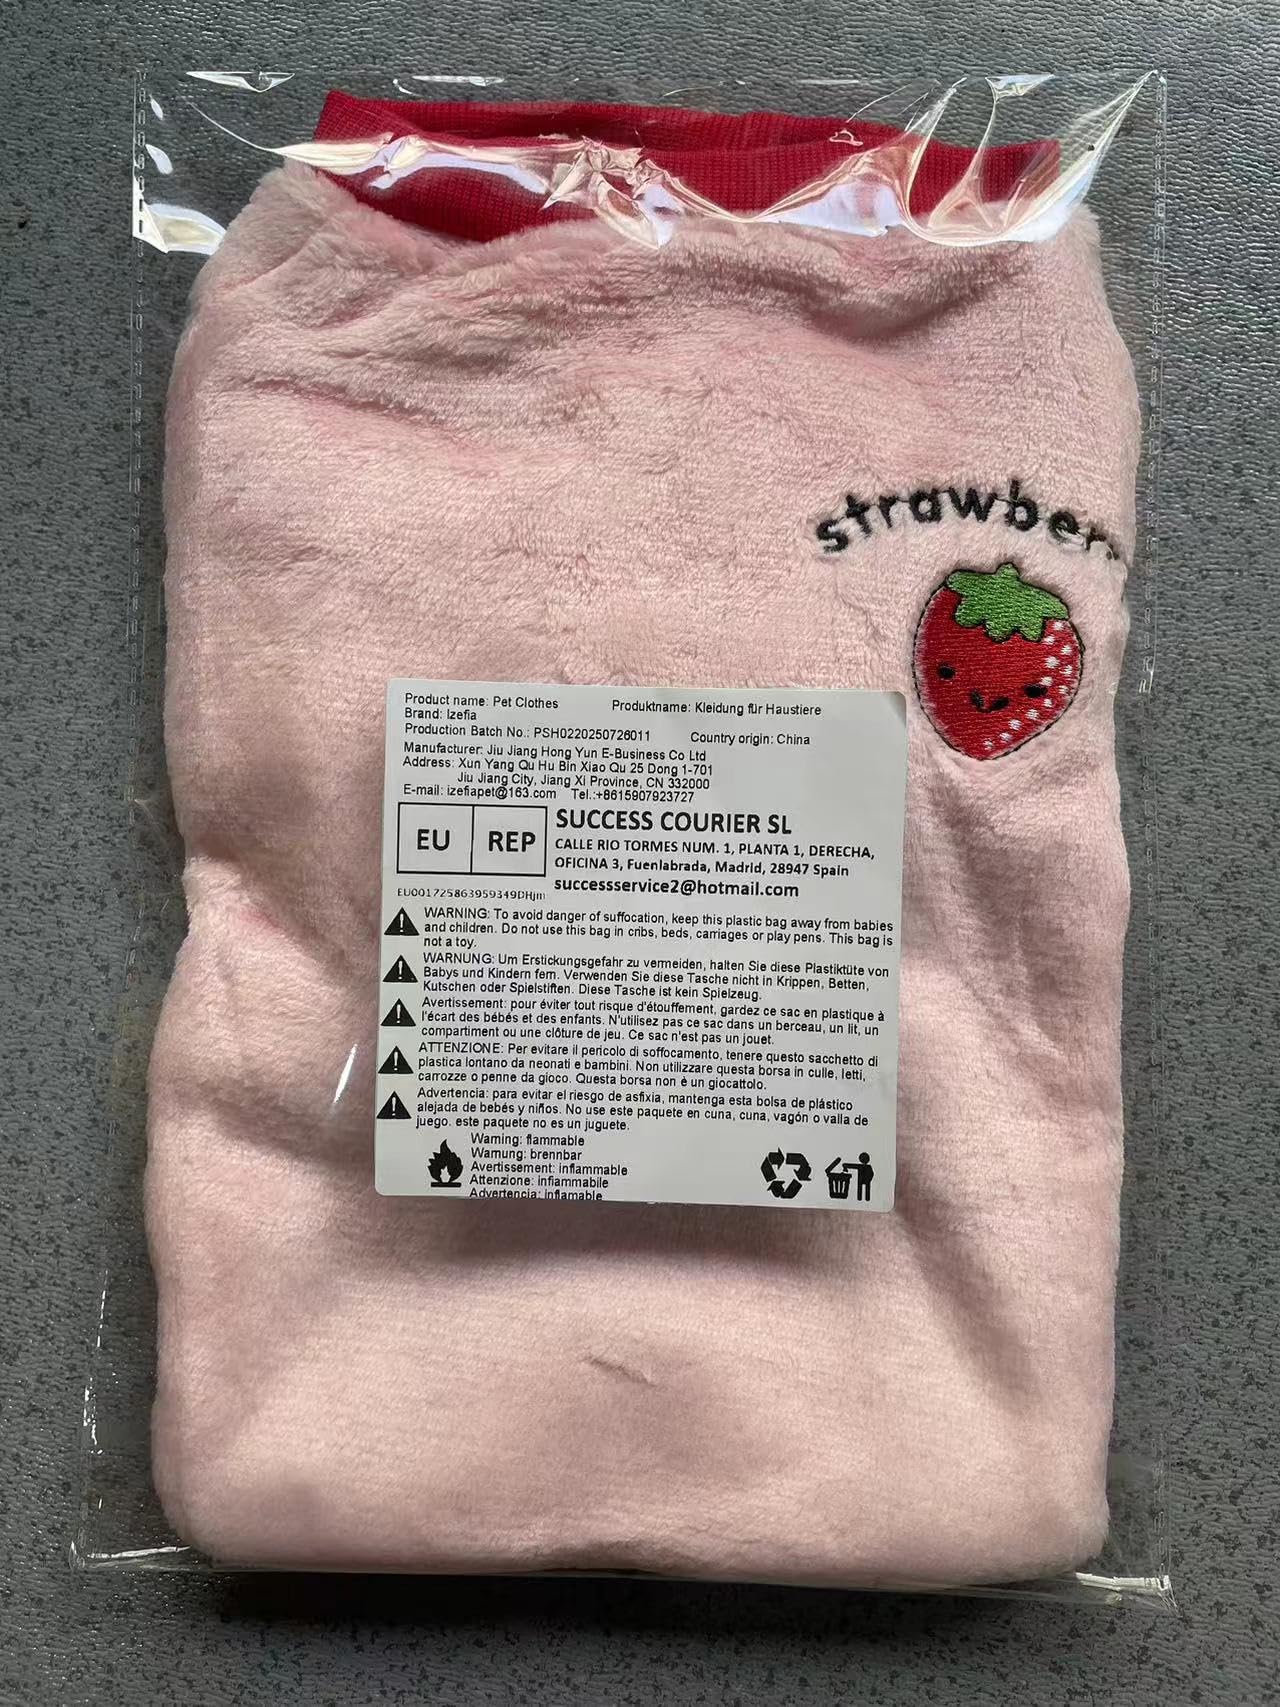 strawber
Product name: Pet Clothes Produktname: Kleidung für Haustiere
Brand: Izefia
Production Batch No.: PSH0220250726011 Country origin: China
Manufacturer: Jiu Jiang Hong Yun E-Business Co Ltd
Address: Xun Yang Qu Hu Bin Xiao Qu 25 Dong 1-701
Jiu Jiang City, Jiang Xi Province, CN 332000
E-mail: izefiapet@163.com Tel.:+8615907923727
EU REP
SUCCESS COURIER SL
CALLE RIO TORMES NUM. 1, PLANTA 1, DERECHA,
OFICINA 3, Fuenlabrada, Madrid, 28947 Spain
successservice2@hotmail.com
EU001725863959349DHjm
WARNING: To avoid danger of suffocation, keep this plastic bag away from babies
and children. Do not use this bag in cribs, beds, carriages or play pens. This bag is
not a toy.
WARNUNG: Um Erstickungsgefahr zu vermeiden, halten Sie diese Plastiktüte von
Babys und Kindern fern. Verwenden Sie diese Tasche nicht in Krippen, Betten,
Kutschen oder Spielstiften. Diese Tasche ist kein Spielzeug.
Avertissement: pour éviter tout risque d'étouffement, gardez ce sac en plastique à
l'écart des bébés et des enfants. N'utilisez pas ce sac dans un berceau, un lit, un
compartiment ou une clôture de jeu. Ce sac n'est pas un jouet.
ATTENZIONE: Per evitare il pericolo di soffocamento, tenere questo sacchetto di
plastica lontano da neonati e bambini. Non utilizzare questa borsa in culle, letti,
carrozze o penne da gioco. Questa borsa non è un giocattolo.
Advertencia: para evitar el riesgo de asfixia, mantenga esta bolsa de plástico
alejada de bebés y niños. No use este paquete en cuna, cuna, vagón o valla de
juego. este paquete no es un juguete.
Warning: flammable
Warnung: brennbar
Avertissement: inflammable
Attenzione: infiammabile
Advertencia: inflamable